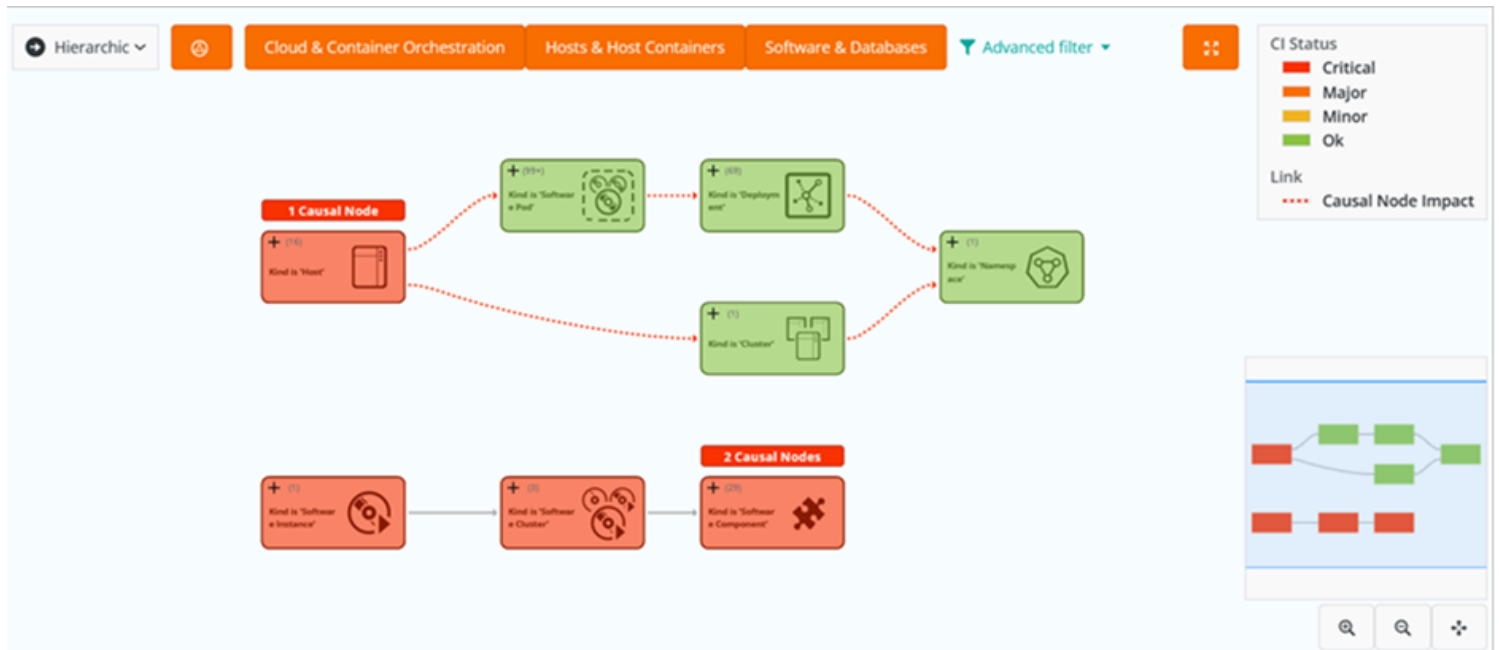 Hierarchic
Cloud & Container Orchestration
Hosts & Host Containers
Software & Databases
Advanced filter
CI Status
Critical
Major
Minor
Ok
Link
Causal Node Impact
1 Causal Node
(16)
Kind is 'Host'
(99+)
Kind is 'Softwar
e Pod'
(69)
Kind is 'Deploym
ent'
(1)
Kind is 'Namesp
ace'
(1)
Kind is 'Cluster'
(1)
Kind is 'Softwar
e Instance'
(3)
Kind is 'Softwar
e Cluster'
2 Causal Nodes
(29)
Kind is 'Softwar
e Component'